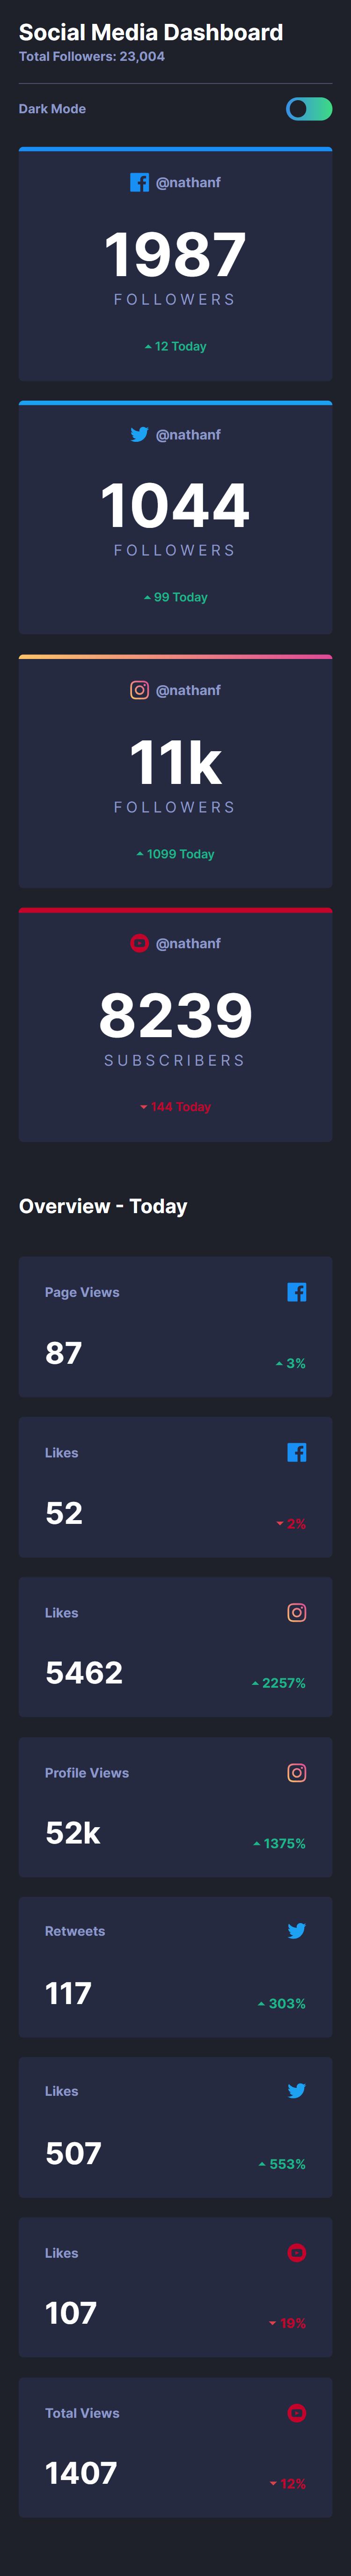 Social Media Dashboard
Total Followers: 23,004
Dark Mode
@nathanf
1987
FOLLOWERS
12 Today
@nathanf
1044
FOLLOWERS
99 Today
@nathanf
11k
FOLLOWERS
1099 Today
@nathanf
8239
SUBSCRIBERS
144 Today
Overview - Today
Page Views
87
3%
Likes
52
2%
Likes
5462
2257%
Profile Views
52k
1375%
Retweets
117
303%
Likes
507
553%
Likes
107
19%
Total Views
1407
12%